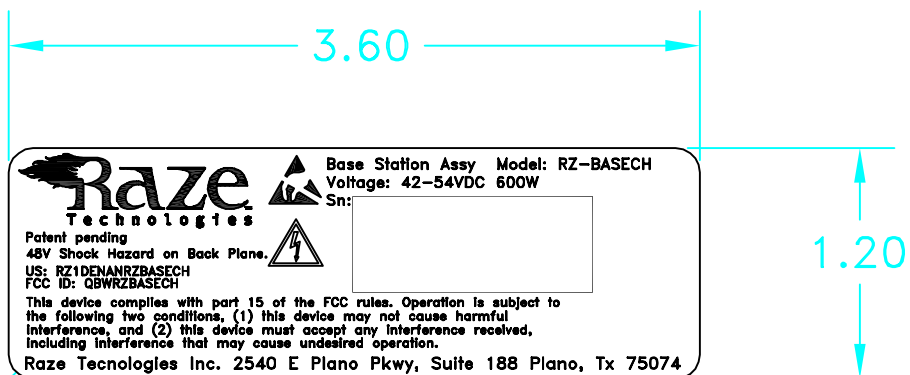 3.60
Raze
Technologies
Base Station Assy Model: RZ-BASECH
Voltage: 42-54VDC 600W
Sn:
1.20
Patent pending
48V Shock Hazard on Back Plane.
US: RZ1DENANRZBASECH
FCC ID: QBWRZBASECH
This device complies with part 15 of the FCC rules. Operation is subject to
the following two conditions, (1) this device may not cause harmful
interference, and (2) this device must accept any interference received,
including interference that may cause undesired operation.
Raze Tecnologies Inc. 2540 E Plano Pkwy, Suite 188 Plano, Tx 75074